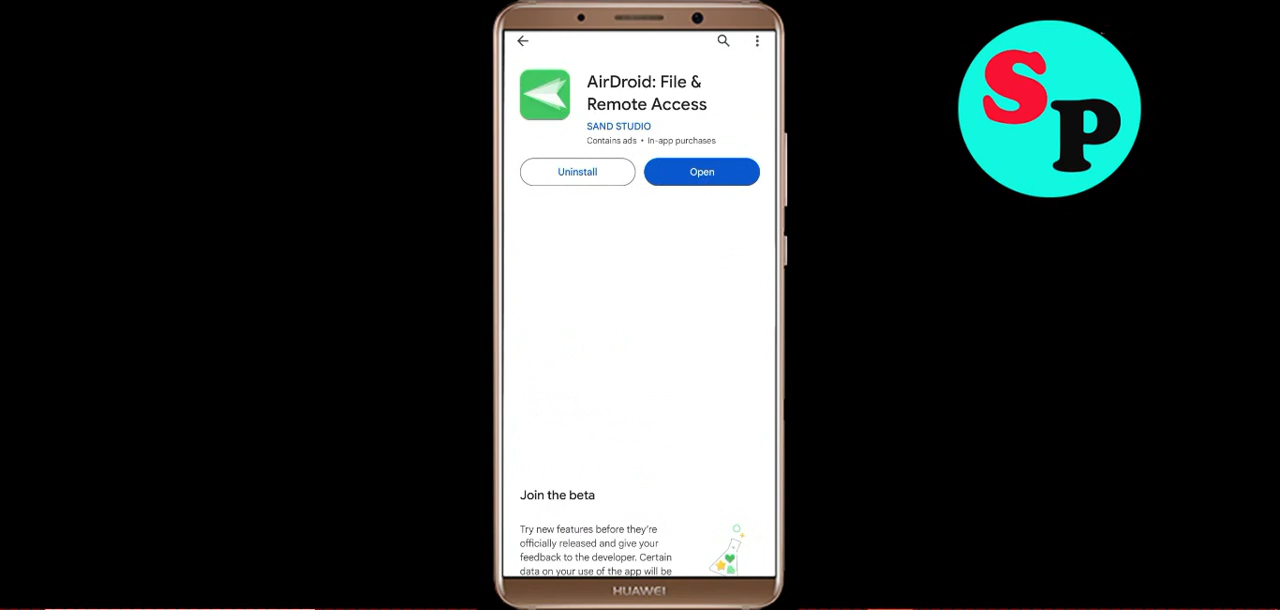 AirDroid: File &
Remote Access
SAND STUDIO
Contains ads • In-app purchases
Uninstall
Open
Join the beta
Try new features before they're
officially released and give your
feedback to the developer. Certain
data on your use of the app will be
HUAWEI
SP